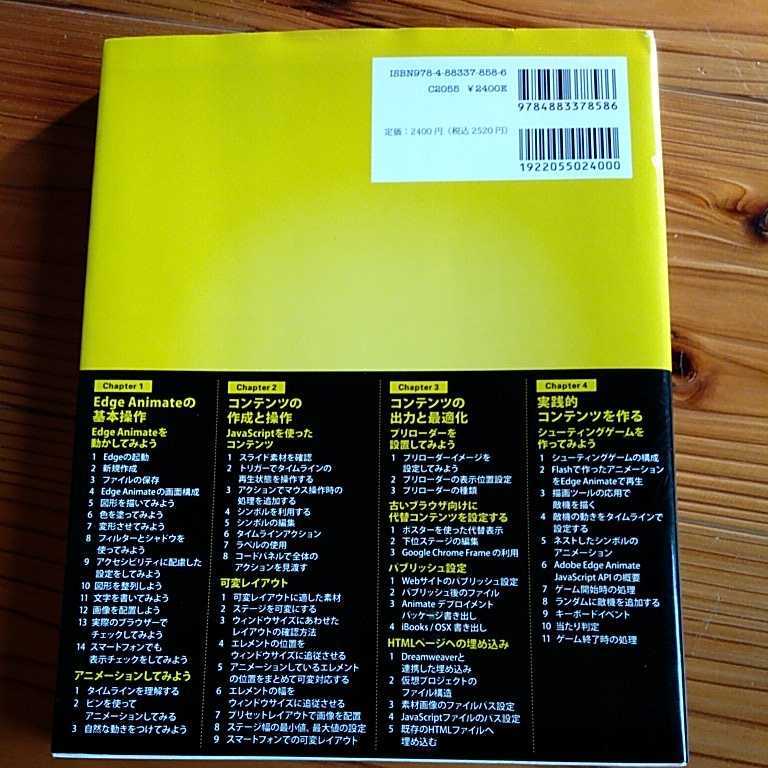 ISBN978-4-88337-858-6
C2055 ¥2400E
9784883378586
定価：2400円（税込2520円）
1922055024000
Chapter 1
Edge Animateの
基本操作
Edge Animateを
動かしてみよう
1 Edgeの起動
2 新規作成
3 ファイルの保存
4 Edge Animateの画面構成
5 図形を描いてみよう
6 色を塗ってみよう
7 変形させてみよう
8 フィルターとシャドウを
使ってみよう
9 アクセシビリティに配慮した
設定をしてみよう
10 図形を整列しよう
11 文字を書いてみよう
12 画像を配置しよう
13 実際のブラウザーで
チェックしてみよう
14 スマートフォンでも
表示チェックをしてみよう
アニメーションしてみよう
1 タイムラインを理解する
2 ピンを使って
アニメーションしてみる
3 自然な動きをつけてみよう
Chapter 2
コンテンツの
作成と操作
JavaScriptを使った
コンテンツ
1 スライド素材を確認
2 トリガーでタイムラインの
再生状態を操作する
3 アクションでマウス操作時の
処理を追加する
4 シンボルを利用する
5 シンボルの編集
6 タイムラインアクション
7 ラベルの使用
8 コードパネルで全体の
アクションを見渡す
可変レイアウト
1 可変レイアウトに適した素材
2 ステージを可変にする
3 ウィンドウサイズにあわせた
レイアウトの確認方法
4 エレメントの位置を
ウィンドウサイズに追従させる
5 アニメーションしているエレメント
の位置をまとめて可変対応する
6 エレメントの幅を
ウィンドウサイズに追従させる
7 プリセットレイアウトで画像を配置
8 ステージ幅の最小値、最大値の設定
9 スマートフォンでの可変レイアウト
Chapter 3
コンテンツの
出力と最適化
プリローダーを
設置してみよう
1 プリローダーイメージを
設定してみよう
2 プリローダーの表示位置設定
3 プリローダーの種類
古いブラウザ向けに
代替コンテンツを設定する
1 ポスターを使った代替表示
2 下位ステージの編集
3 Google Chrome Frameの利用
パブリッシュ設定
1 Webサイトのパブリッシュ設定
2 パブリッシュ後のファイル
3 Animate デプロイメント
パッケージ書き出し
4 iBooks / OSX 書き出し
HTMLページへの埋め込み
1 Dreamweaverと
連携した埋め込み
2 仮想プロジェクトの
ファイル構造
3 素材画像のファイルパス設定
4 JavaScriptファイルのパス設定
5 既存のHTMLファイルへ
埋め込む
Chapter 4
実践的
コンテンツを作る
シューティングゲームを
作ってみよう
1 シューティングゲームの構成
2 Flashで作ったアニメーション
をEdge Animateで再生
3 描画ツールの応用で
敵機を描く
4 敵機の動きをタイムラインで
設定する
5 ネストしたシンボルの
アニメーション
6 Adobe Edge Animate
JavaScript APIの概要
7 ゲーム開始時の処理
8 ランダムに敵機を追加する
9 キーボードイベント
10 当たり判定
11 ゲーム終了時の処理